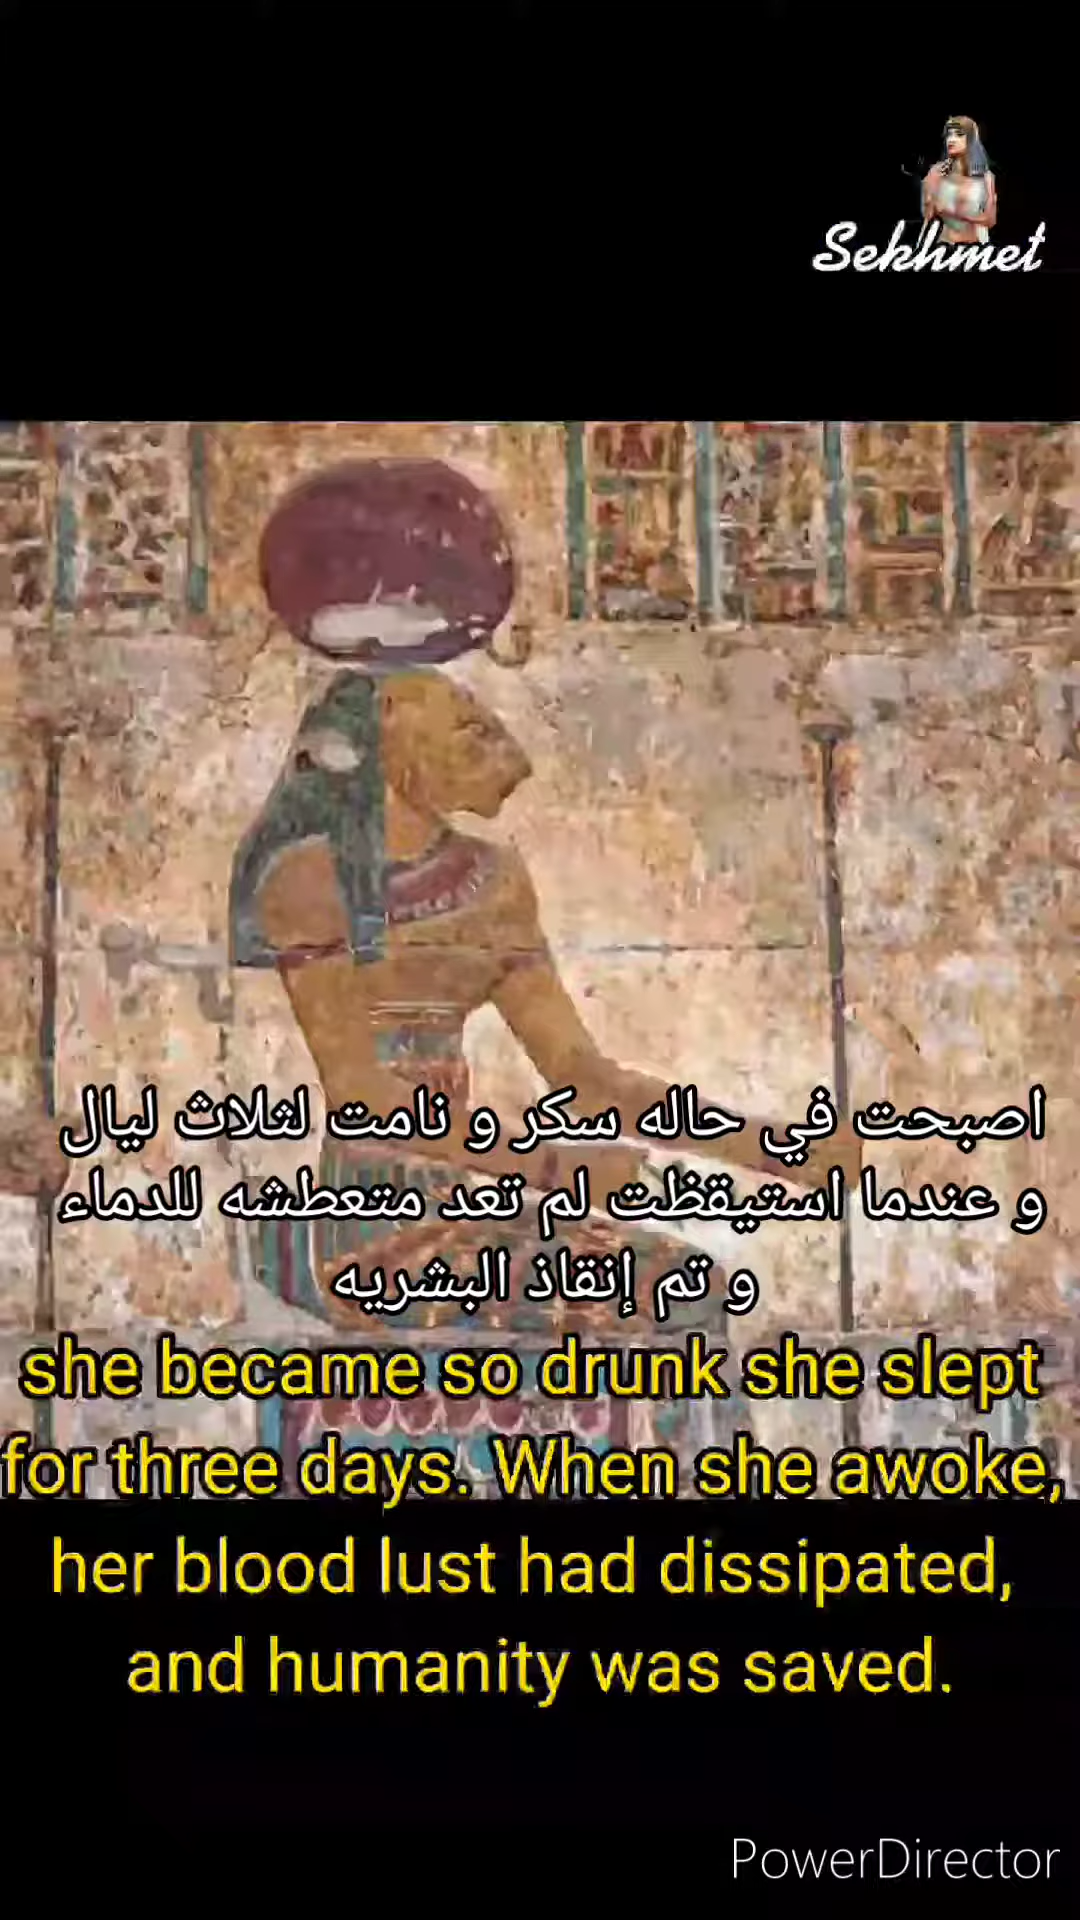 Sekhmet
اصبحت في حاله سكر و نامت لثلاث ليال
و عندما استيقظت لم تعد متعطشه للدماء
و تم إنقاذ البشريه
she became so drunk she slept
for three days. When she awoke,
her blood lust had dissipated,
and humanity was saved.
PowerDirector